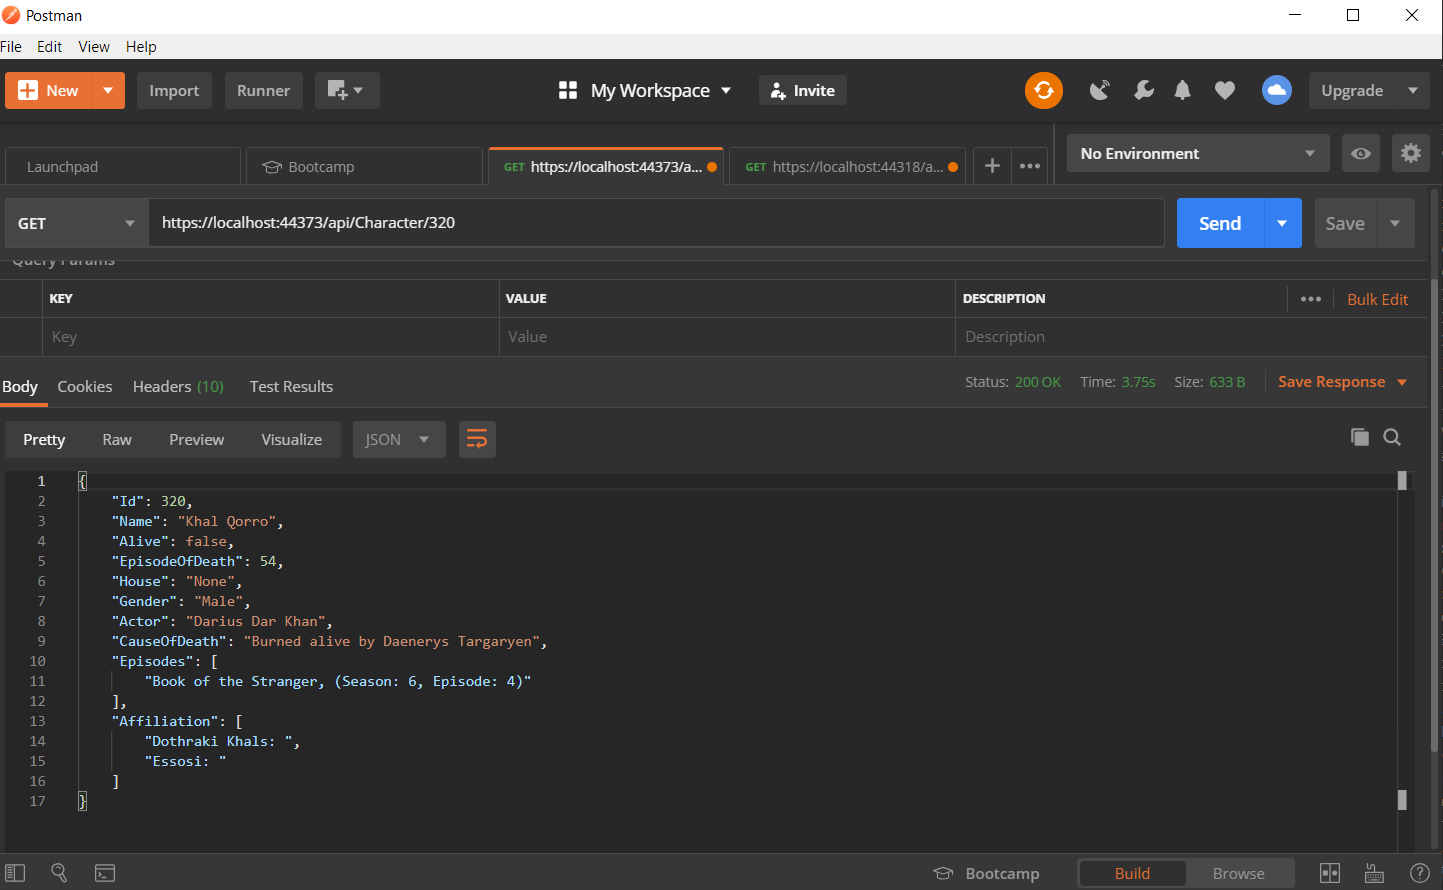 Postman
File Edit View Help
New Import Runner My Workspace Invite Upgrade
Launchpad Bootcamp GET https://localhost:44373/a... GET https://localhost:44318/a... No Environment
GET https://localhost:44373/api/Character/320 Send Save
Query Params
KEY VALUE DESCRIPTION Bulk Edit
Key Value Description
Body Cookies Headers (10) Test Results Status: 200 OK Time: 3.75s Size: 633 B Save Response
Pretty Raw Preview Visualize JSON
1 {
2 "Id": 320,
3 "Name": "Khal Qorro",
4 "Alive": false,
5 "EpisodeOfDeath": 54,
6 "House": "None",
7 "Gender": "Male",
8 "Actor": "Darius Dar Khan",
9 "CauseOfDeath": "Burned alive by Daenerys Targaryen",
10 "Episodes": [
11 "Book of the Stranger, (Season: 6, Episode: 4)"
12 ],
13 "Affiliation": [
14 "Dothraki Khals: ",
15 "Essosi: "
16 ]
17 }
Bootcamp Build Browse